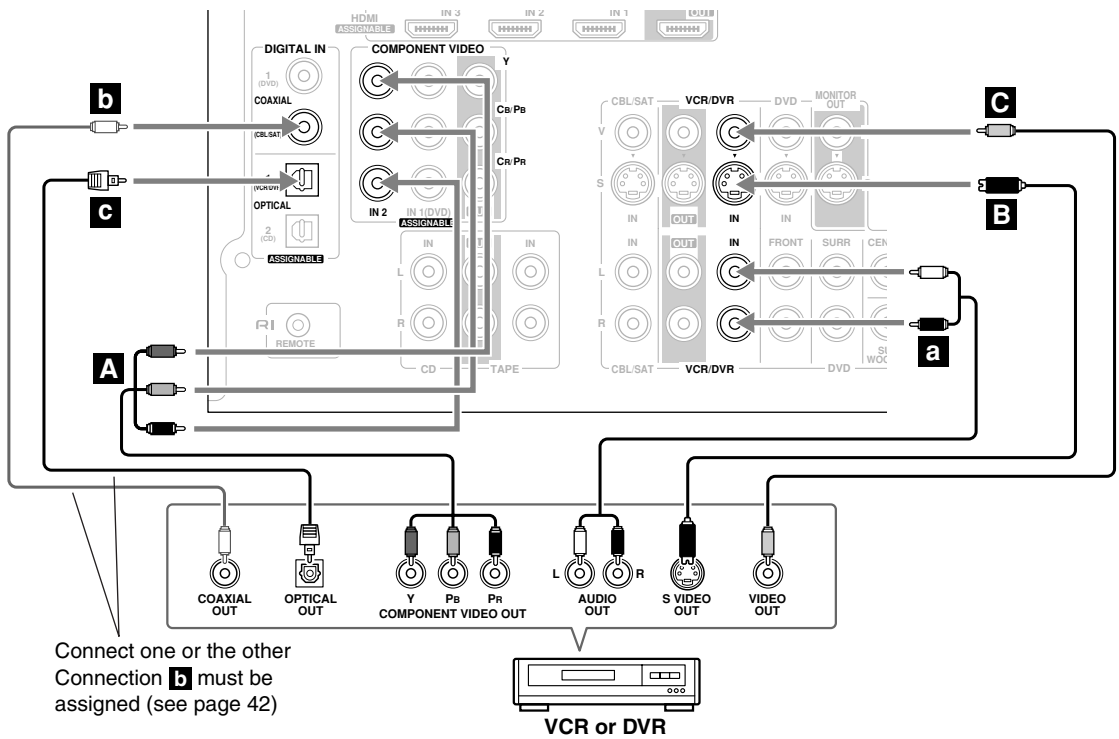 IN 3 IN 2 IN 1 OUT
HDMI
ASSIGNABLE
DIGITAL IN
1
(DVD)
COAXIAL
(CBL/SAT)
(VCR/DVR)
OPTICAL
2
(CD)
ASSIGNABLE
COMPONENT VIDEO
Y
CB/PB
CR/PR
IN 2 IN 1(DVD)
ASSIGNABLE
CBL/SAT VCR/DVR DVD MONITOR OUT
V
S
IN OUT IN IN
IN OUT IN FRONT SURR CEN
L
R
CBL/SAT VCR/DVR DVD
IN IN
L
R
CD TAPE
RI
REMOTE
b
c
A
C
B
a
COAXIAL OUT
OPTICAL OUT
Y PB PR
COMPONENT VIDEO OUT
L R
AUDIO OUT
S VIDEO OUT
VIDEO OUT
Connect one or the other
Connection b must be
assigned (see page 42)
VCR or DVR